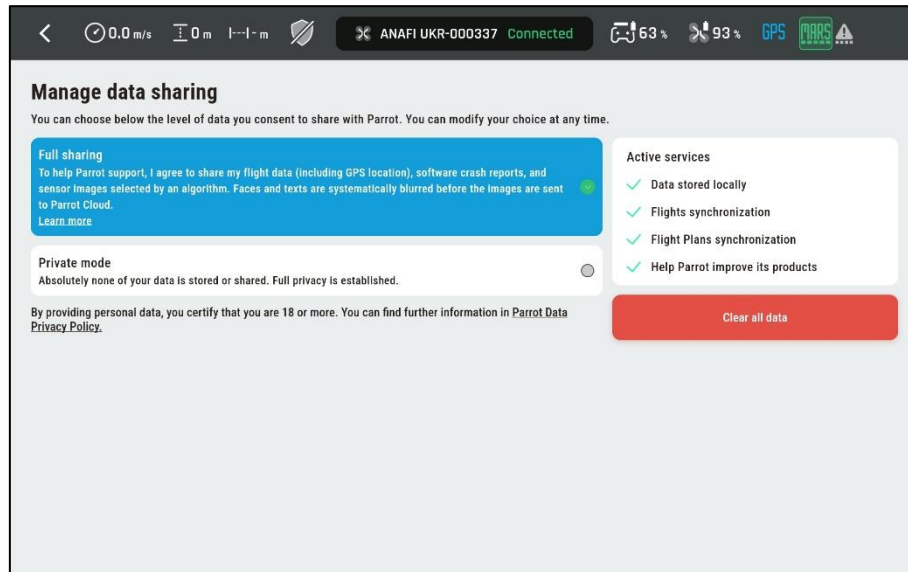 0.0 m/s 0 m - m ANAFI UKR-000337 Connected 63 % 93 % GPS MARS
Manage data sharing
You can choose below the level of data you consent to share with Parrot. You can modify your choice at any time.
Full sharing
To help Parrot support, I agree to share my flight data (including GPS location), software crash reports, and
sensor images selected by an algorithm. Faces and texts are systematically blurred before the images are sent
to Parrot Cloud.
Learn more
Private mode
Absolutely none of your data is stored or shared. Full privacy is established.
By providing personal data, you certify that you are 18 or more. You can find further information in Parrot Data
Privacy Policy.
Active services
Data stored locally
Flights synchronization
Flight Plans synchronization
Help Parrot improve its products
Clear all data